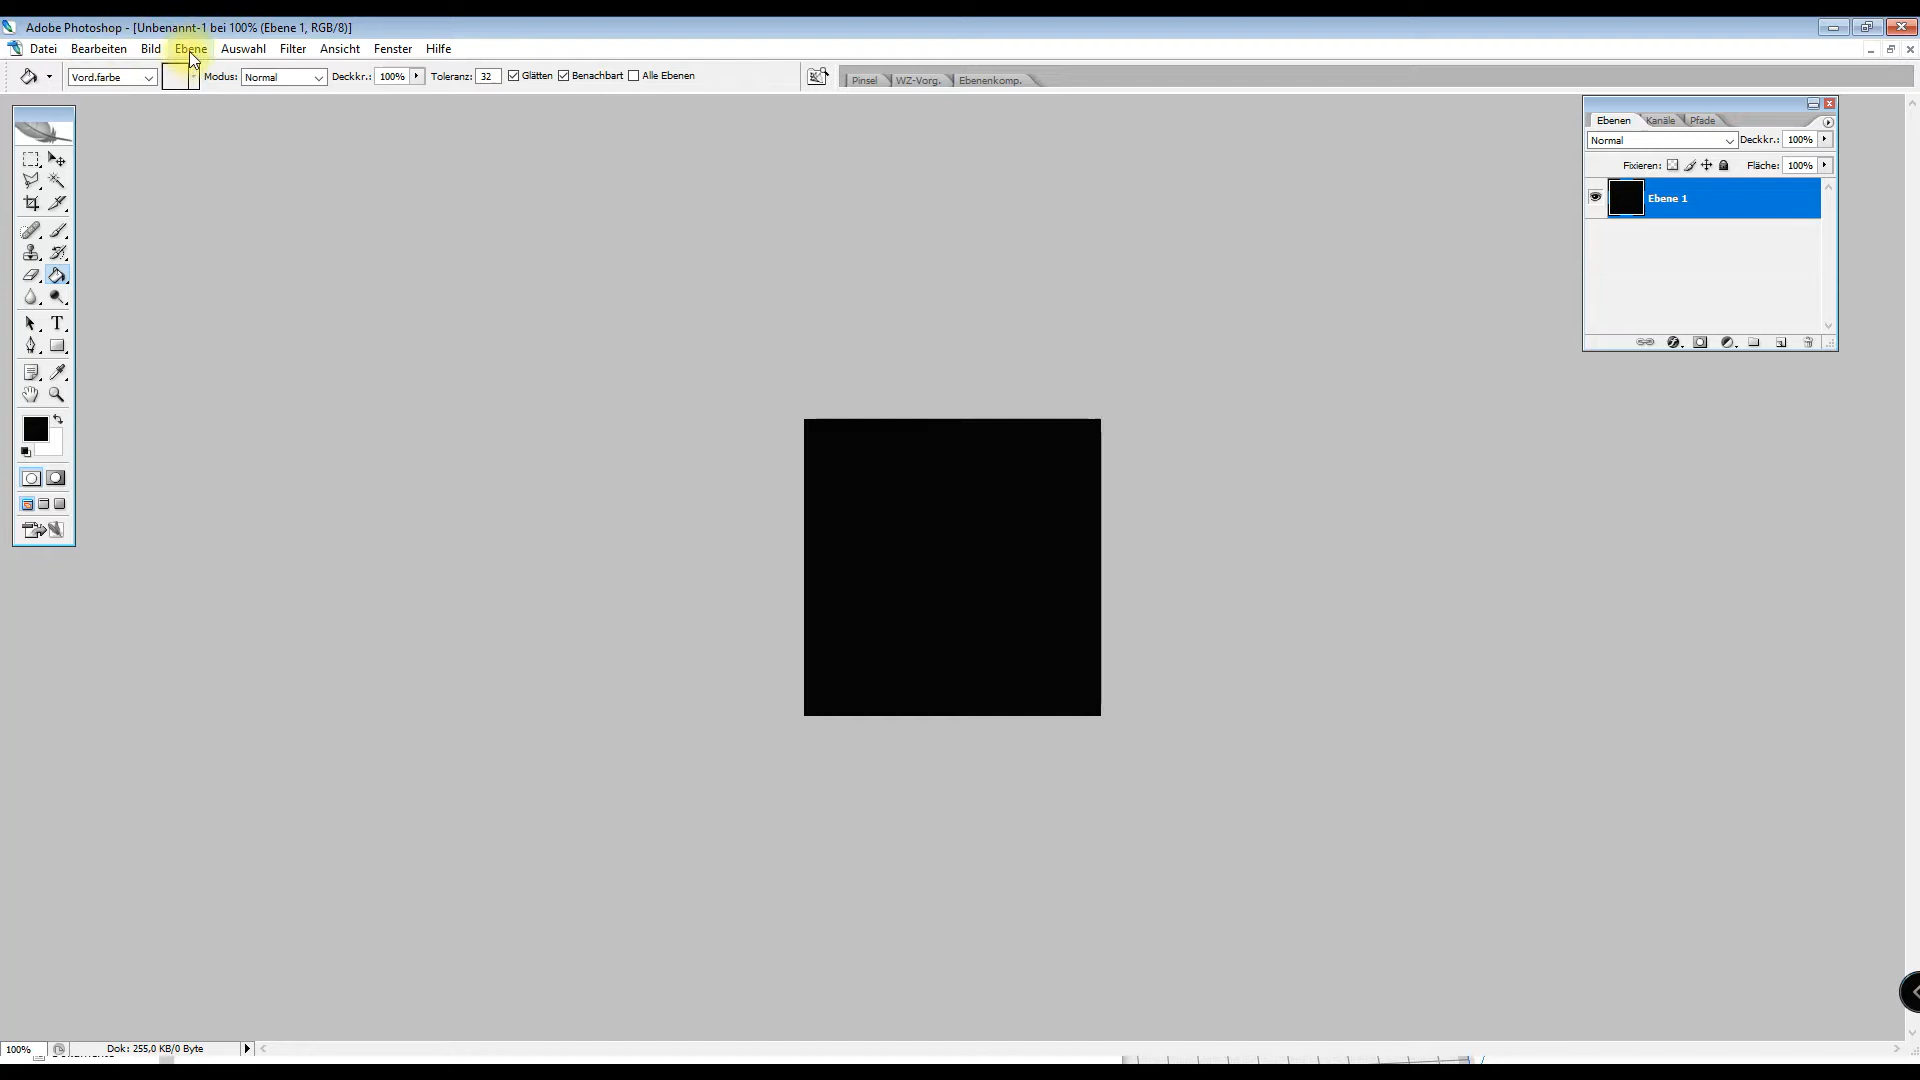 Adobe Photoshop - [Unbenannt-1 bei 100% (Ebene 1, RGB/8)]
Datei Bearbeiten Bild Ebene Auswahl Filter Ansicht Fenster Hilfe
Vord.farbe Modus: Normal Deckkr.: 100% Toleranz: 32 Glätten Benachbart Alle Ebenen
Pinsel WZ-Vorg. Ebenenkomp.
Ebenen Kanäle Pfade
Normal Deckkr.: 100%
Fixieren: Fläche: 100%
Ebene 1
T
100% Dok: 255,0 KB/0 Byte